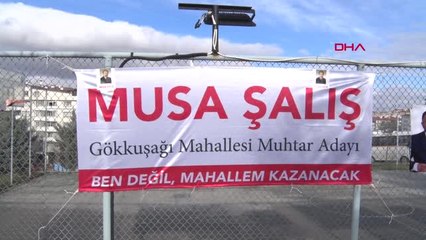 DHA
MUSA ŞALIŞ
Gökkuşağı Mahallesi Muhtar Adayı
BEN DEĞİL, MAHALLEM KAZANACAK